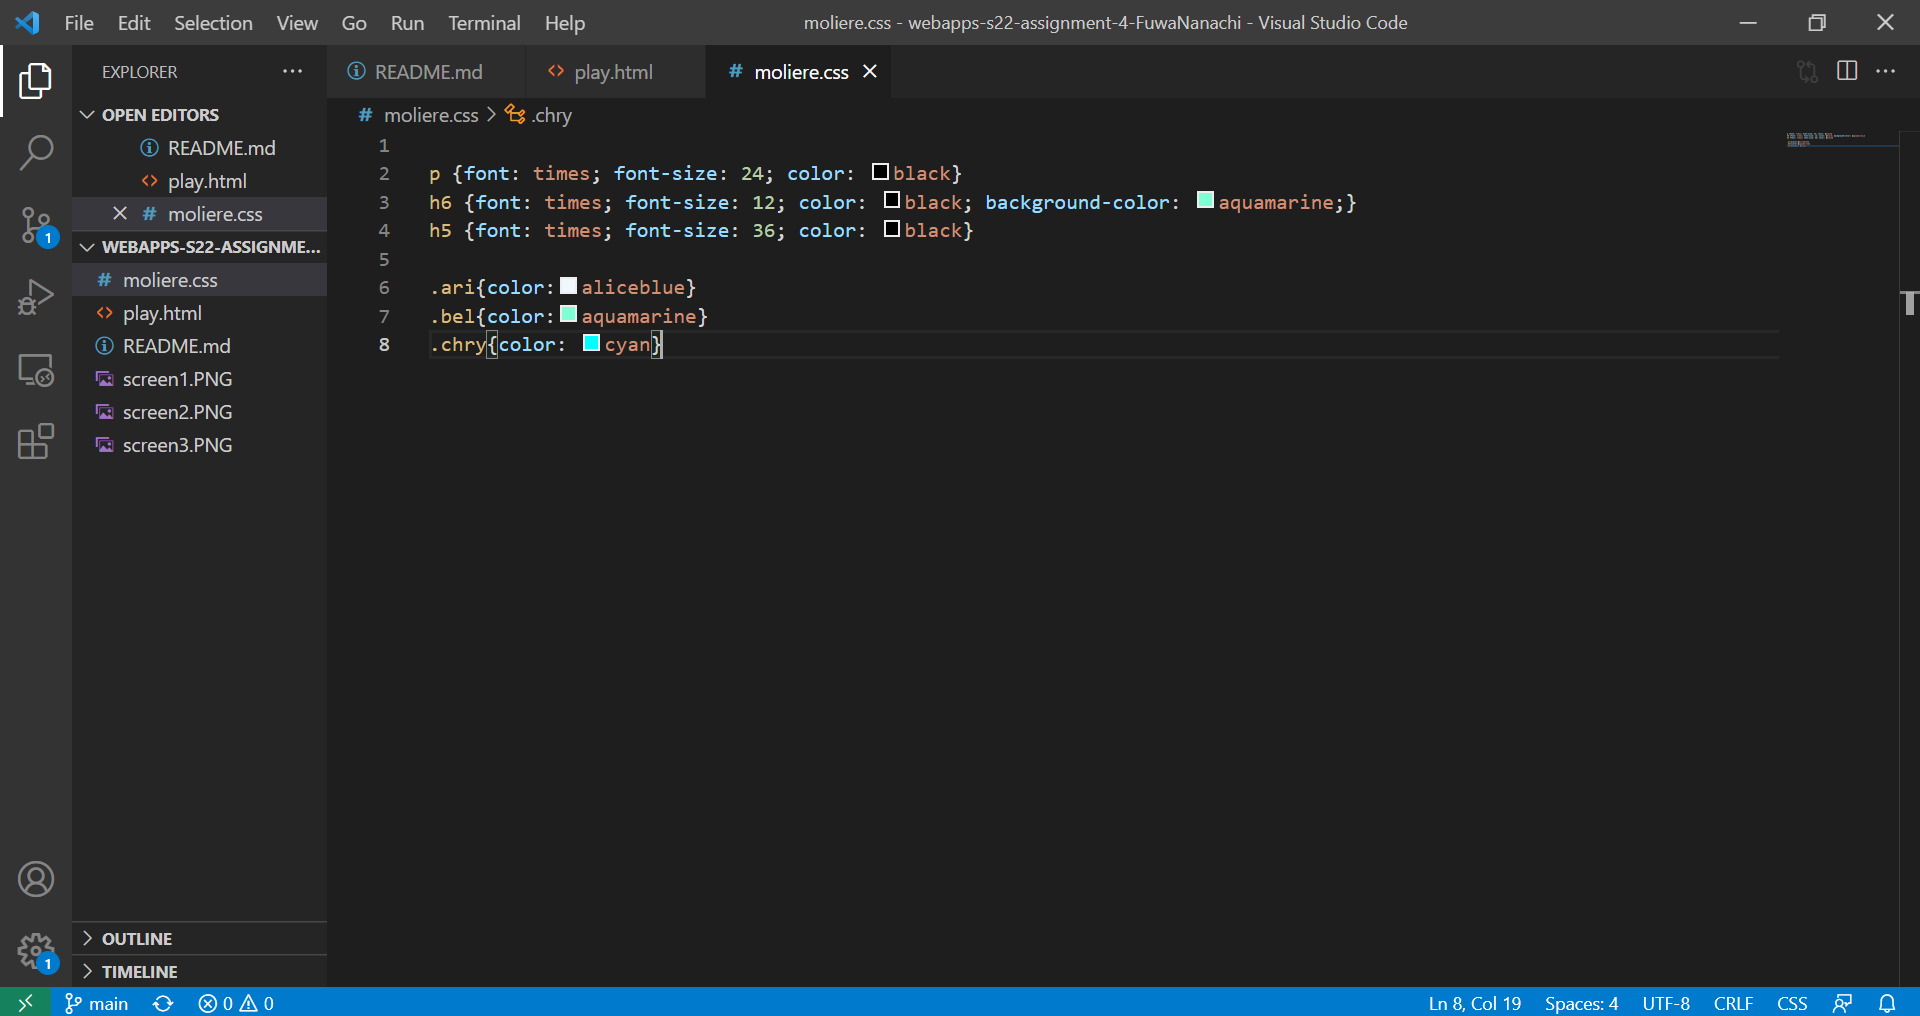 File Edit Selection View Go Run Terminal Help
moliere.css - webapps-s22-assignment-4-FuwaNanachi - Visual Studio Code
EXPLORER
OPEN EDITORS
README.md
play.html
# moliere.css
WEBAPPS-S22-ASSIGNME...
# moliere.css
play.html
README.md
screen1.PNG
screen2.PNG
screen3.PNG
OUTLINE
TIMELINE
1
1
README.md play.html # moliere.css
# moliere.css > .chry
1
2 p {font: times; font-size: 24; color: black}
3 h6 {font: times; font-size: 12; color: black; background-color: aquamarine;}
4 h5 {font: times; font-size: 36; color: black}
5
6 .ari{color: aliceblue}
7 .bel{color: aquamarine}
8 .chry{color: cyan}
main 0 0 Ln 8, Col 19 Spaces: 4 UTF-8 CRLF CSS